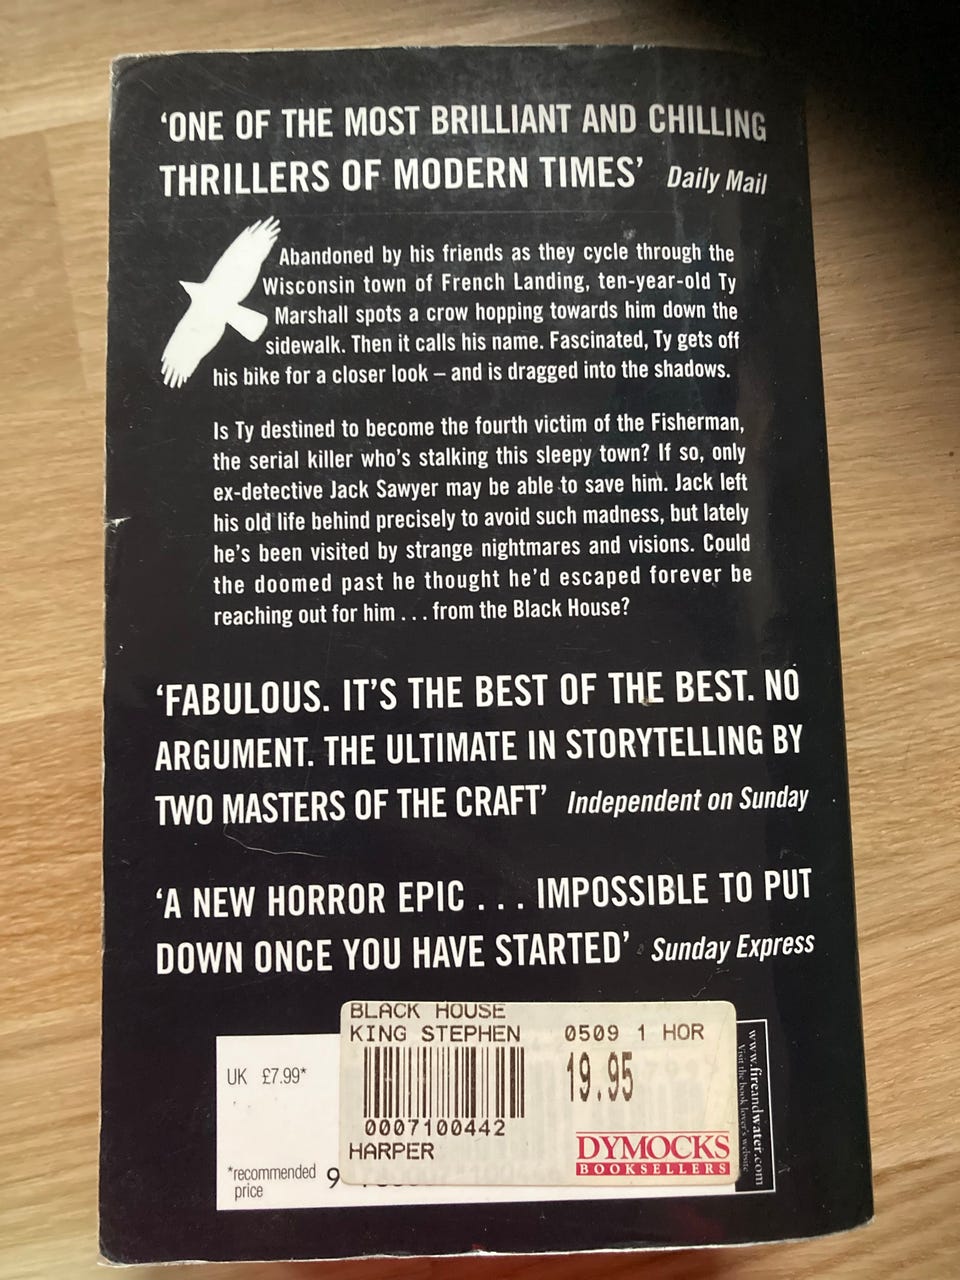 ‘ONE OF THE MOST BRILLIANT AND CHILLING
THRILLERS OF MODERN TIMES’ Daily Mail
Abandoned by his friends as they cycle through the
Wisconsin town of French Landing, ten-year-old Ty
Marshall spots a crow hopping towards him down the
sidewalk. Then it calls his name. Fascinated, Ty gets off
his bike for a closer look – and is dragged into the shadows.
Is Ty destined to become the fourth victim of the Fisherman,
the serial killer who’s stalking this sleepy town? If so, only
ex-detective Jack Sawyer may be able to save him. Jack left
his old life behind precisely to avoid such madness, but lately
he’s been visited by strange nightmares and visions. Could
the doomed past he thought he’d escaped forever be
reaching out for him . . . from the Black House?
‘FABULOUS. IT’S THE BEST OF THE BEST. NO
ARGUMENT. THE ULTIMATE IN STORYTELLING BY
TWO MASTERS OF THE CRAFT’ Independent on Sunday
‘A NEW HORROR EPIC . . . IMPOSSIBLE TO PUT
DOWN ONCE YOU HAVE STARTED’ Sunday Express
BLACK HOUSE
KING STEPHEN 0509 1 HOR
19.95
0007100442
HARPER
DYMOCKS
BOOKSELLERS
UK £7.99*
*recommended
price
9
www.fireandwater.com
Visit the book lover's website